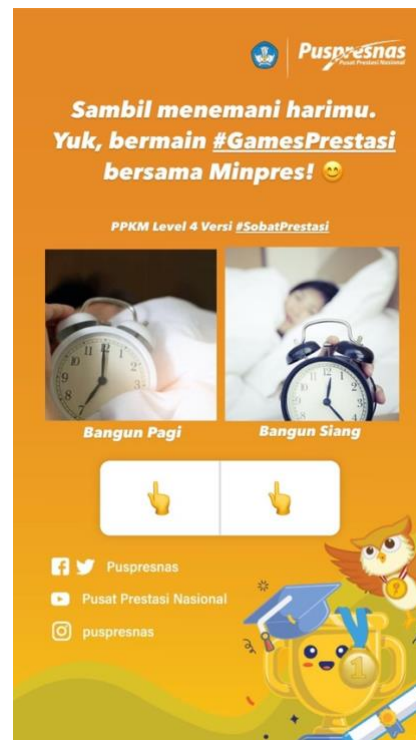 Puspresnas
Pusat Prestasi Nasional
Sambil menemani harimu.
Yuk, bermain #GamesPrestasi
bersama Minpres! 😊
PPKM Level 4 Versi #SobatPrestasi
Bangun Pagi
Bangun Siang
Puspresnas
Pusat Prestasi Nasional
puspresnas